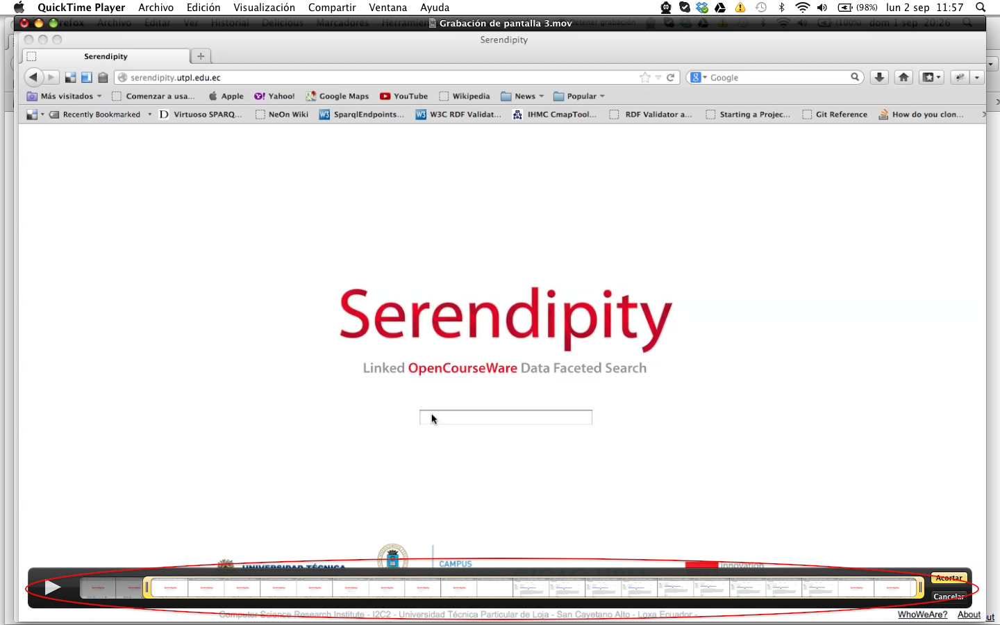 QuickTime Player Archivo Edición Visualización Compartir Ventana Ayuda (98%) lun 2 sep 11:57
Grabación de pantalla 3.mov
Serendipity
Serendipity
serendipity.utpl.edu.ec Google
Más visitados Comenzar a usa... Apple Yahoo! Google Maps YouTube Wikipedia News Popular
Recently Bookmarked Virtuoso SPARQ... NeOn Wiki SparqlEndpoints... W3C RDF Validat... IHMC CmapTool... RDF Validator a... Starting a Projec... Git Reference How do you clon...
Serendipity
Linked OpenCourseWare Data Faceted Search
CAMPUS
UNIVERSIDAD TÉCNICA
Innovation
Acortar
Cancelar
Computer Science Research Institute - I2C2 - Universidad Técnica Particular de Loja - San Cayetano Alto - Loxa Ecuador -
WhoWeAre? About